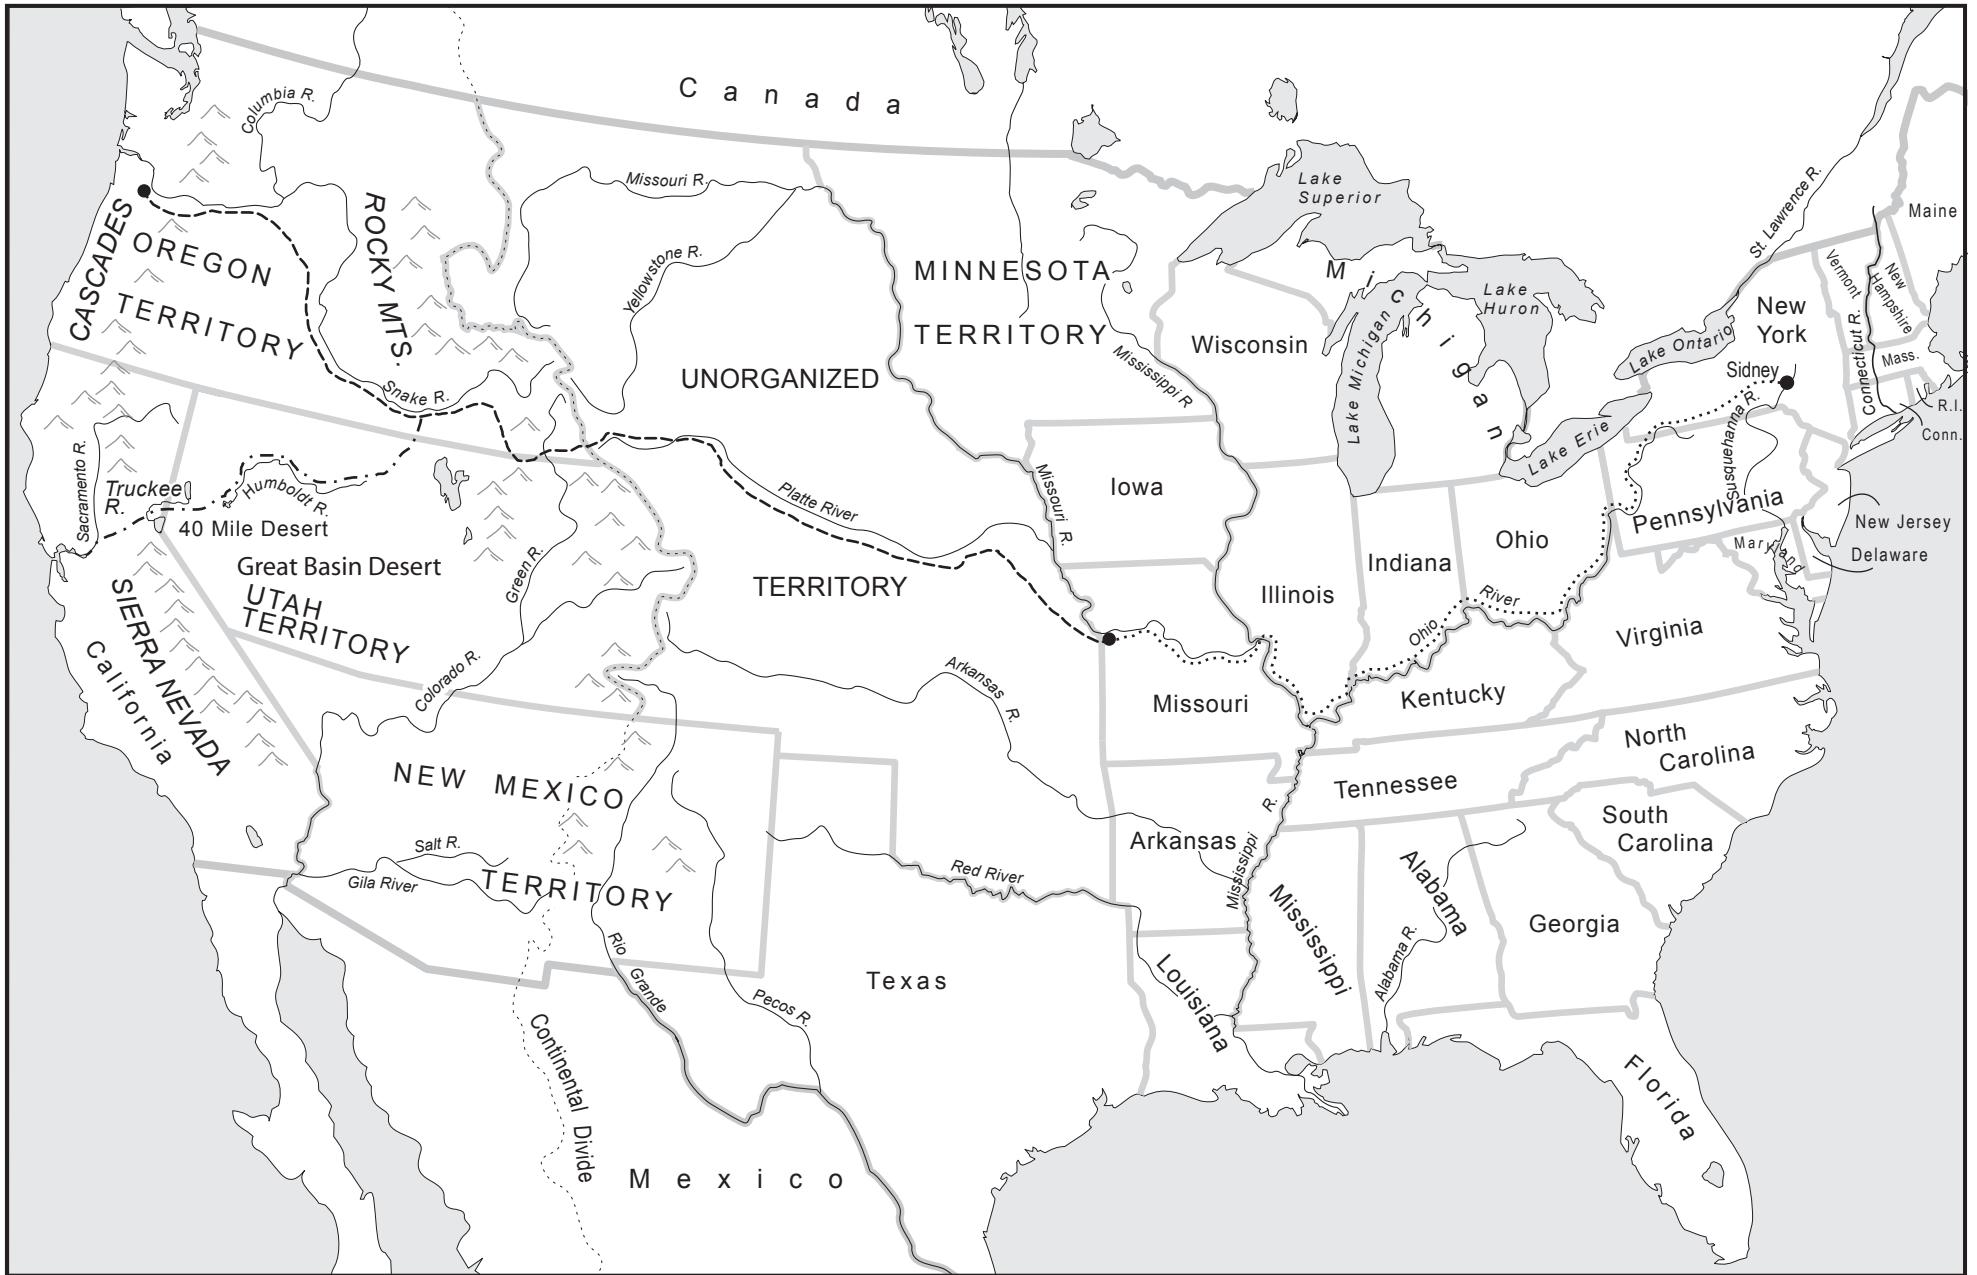 Canada
Columbia R.
Missouri R.
Lake
Superior
St. Lawrence R.
Maine
CASCADES
OREGON
TERRITORY
ROCKY MTS.
Yellowstone R.
MINNESOTA
TERRITORY
Mississippi R
Wisconsin
Michigan
Lake Michigan
Lake
Huron
Lake Ontario
New
York
Vermont
New
Hampshire
Connecticut R.
Mass.
R.I.
Conn.
Sidney
Susquehanna R.
Lake Erie
Snake R.
UNORGANIZED
TERRITORY
Sacramento R.
Truckee
R.
Humboldt R.
40 Mile Desert
Great Basin Desert
UTAH
TERRITORY
Green R.
Platte River
Missouri R.
Iowa
Illinois
Indiana
Ohio
Pennsylvania
New Jersey
Delaware
Maryland
Ohio
River
Virginia
SIERRA NEVADA
California
Colorado R.
Arkansas
R.
Missouri
Kentucky
North
Carolina
Tennessee
South
Carolina
NEW MEXICO
TERRITORY
Salt R.
Gila River
Red River
Arkansas
Mississippi
R.
Mississippi
Alabama
Alabama R.
Georgia
Rio
Grande
Pecos R.
Texas
Louisiana
Florida
Continental Divide
Mexico